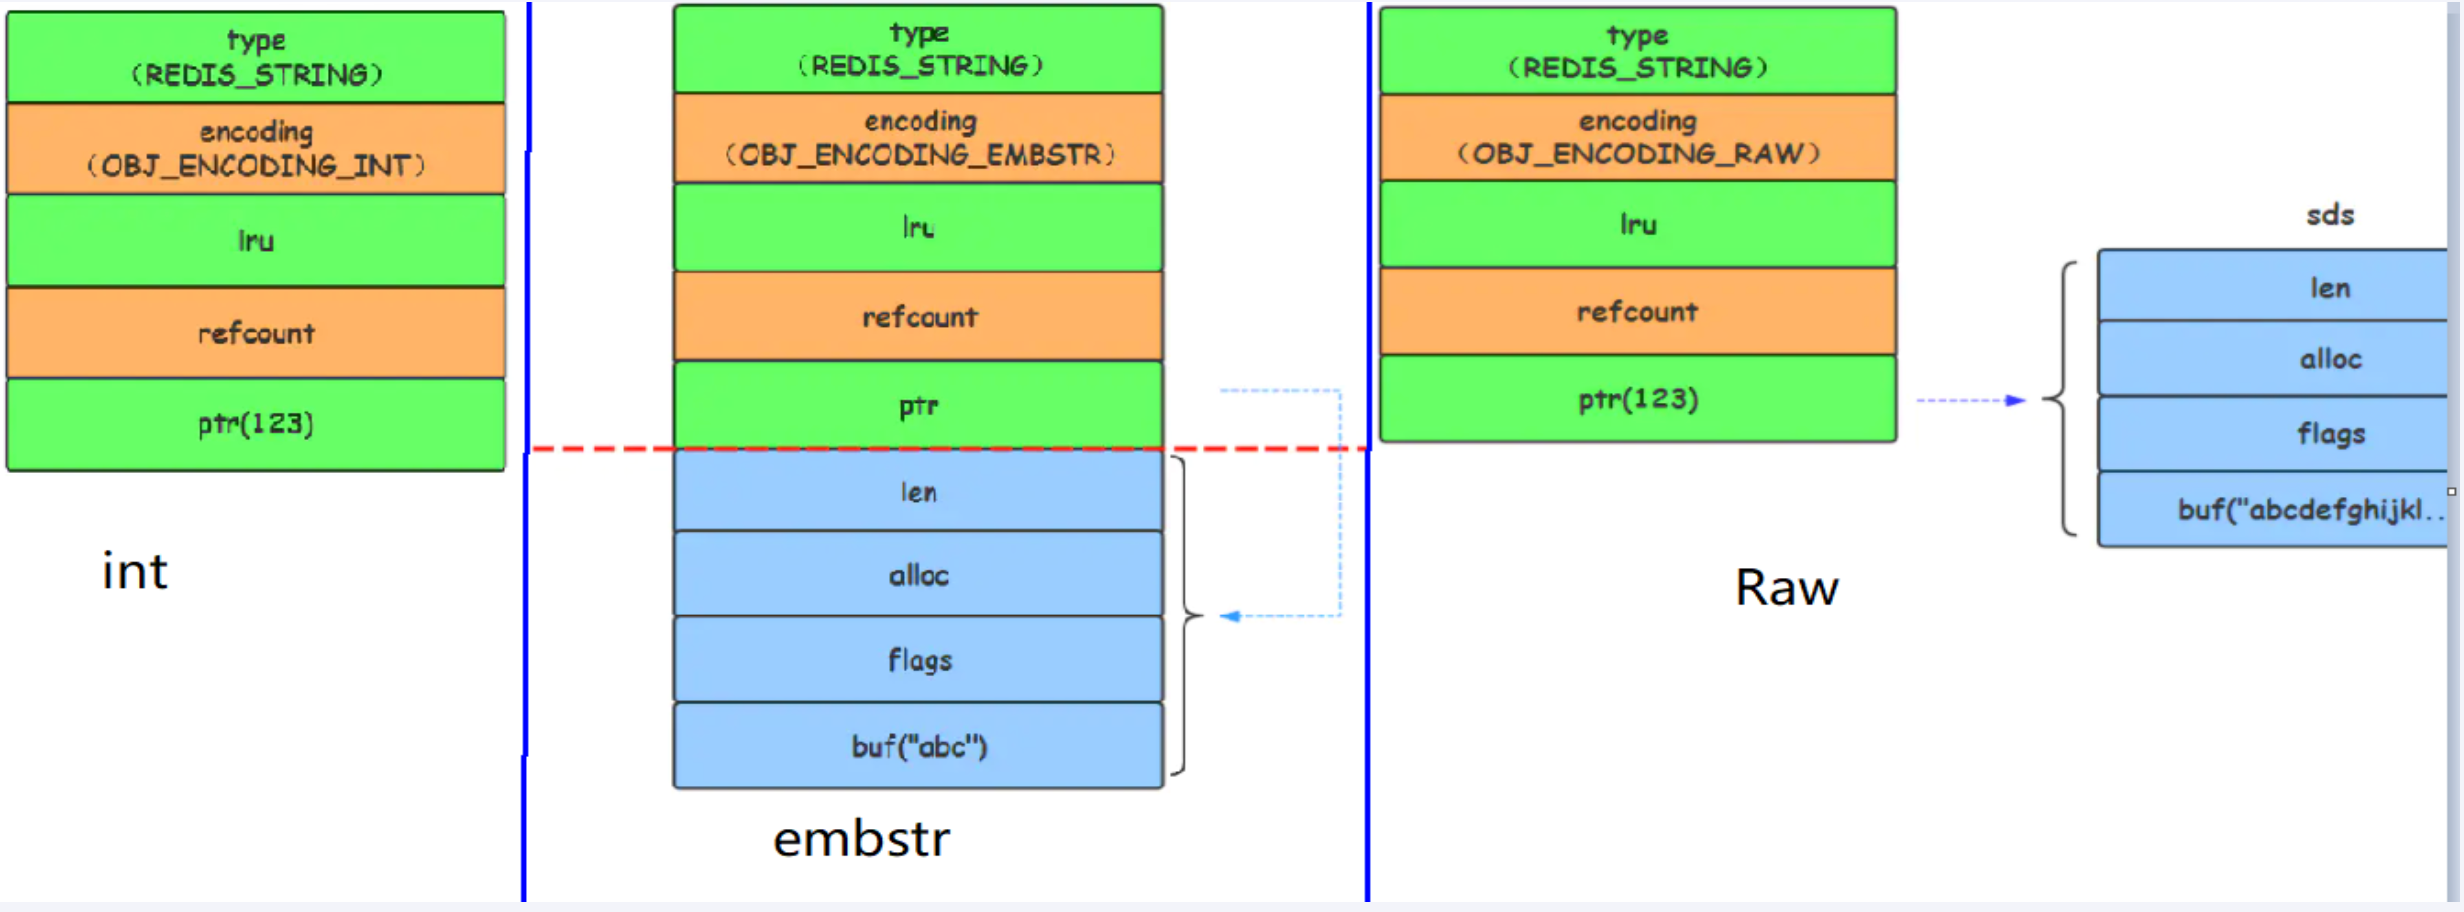 type
（REDIS_STRING）
encoding
（OBJ_ENCODING_INT）
lru
refcount
ptr(123)
int
type
（REDIS_STRING）
encoding
（OBJ_ENCODING_EMBSTR）
lru
refcount
ptr
len
alloc
flags
buf("abc")
embstr
type
（REDIS_STRING）
encoding
（OBJ_ENCODING_RAW）
lru
refcount
ptr(123)
Raw
sds
len
alloc
flags
buf("abcdefghijkl..